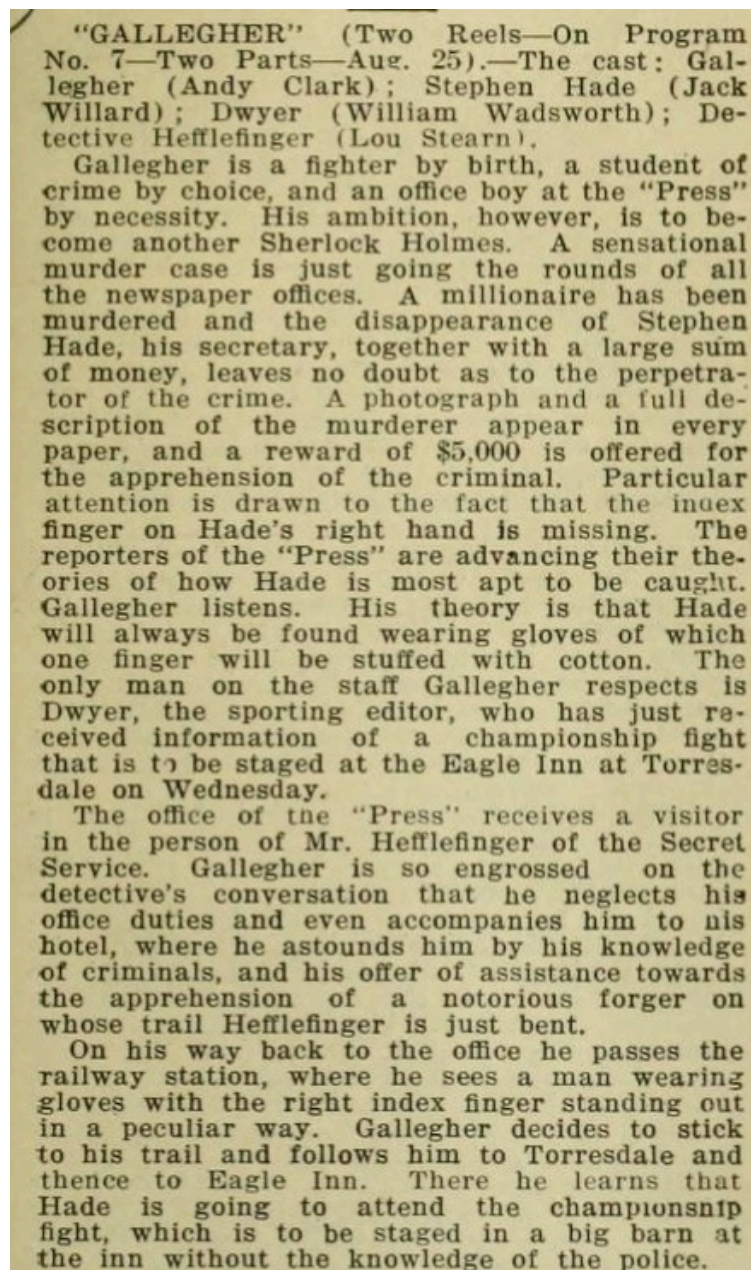 "GALLEGHER" (Two Reels—On Program
No. 7—Two Parts—Aug. 25).—The cast: Gal-
legher (Andy Clark); Stephen Hade (Jack
Willard); Dwyer (William Wadsworth); De-
tective Hefflefinger (Lou Stearn).
Gallegher is a fighter by birth, a student of
crime by choice, and an office boy at the "Press"
by necessity. His ambition, however, is to be-
come another Sherlock Holmes. A sensational
murder case is just going the rounds of all
the newspaper offices. A millionaire has been
murdered and the disappearance of Stephen
Hade, his secretary, together with a large sum
of money, leaves no doubt as to the perpetra-
tor of the crime. A photograph and a full de-
scription of the murderer appear in every
paper, and a reward of $5,000 is offered for
the apprehension of the criminal. Particular
attention is drawn to the fact that the index
finger on Hade's right hand is missing. The
reporters of the "Press" are advancing their the-
ories of how Hade is most apt to be caught.
Gallegher listens. His theory is that Hade
will always be found wearing gloves of which
one finger will be stuffed with cotton. The
only man on the staff Gallegher respects is
Dwyer, the sporting editor, who has just re-
ceived information of a championship fight
that is to be staged at the Eagle Inn at Torres-
dale on Wednesday.
The office of the "Press" receives a visitor
in the person of Mr. Hefflefinger of the Secret
Service. Gallegher is so engrossed on the
detective's conversation that he neglects his
office duties and even accompanies him to his
hotel, where he astounds him by his knowledge
of criminals, and his offer of assistance towards
the apprehension of a notorious forger on
whose trail Hefflefinger is just bent.
On his way back to the office he passes the
railway station, where he sees a man wearing
gloves with the right index finger standing out
in a peculiar way. Gallegher decides to stick
to his trail and follows him to Torresdale and
thence to Eagle Inn. There he learns that
Hade is going to attend the championship
fight, which is to be staged in a big barn at
the inn without the knowledge of the police.